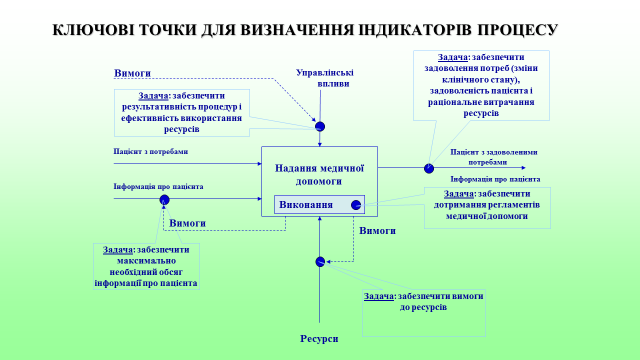 КЛЮЧОВІ ТОЧКИ ДЛЯ ВИЗНАЧЕННЯ ІНДИКАТОРІВ ПРОЦЕСУ
Вимоги
Управлінські
впливи
Задача: забезпечити
задоволення потреб (зміни
клінічного стану),
задоволеність пацієнта і
раціональне витрачання
ресурсів
Задача: забезпечити
результативність процедур і
ефективність використання
ресурсів
Пацієнт з потребами
Надання медичної
допомоги
Пацієнт з задоволеними
потребами
Інформація про пацієнта
Інформація про пацієнта
Виконання
Задача: забезпечити
дотримання регламентів
медичної допомоги
Вимоги
Вимоги
Задача: забезпечити
максимально
необхідний обсяг
інформації про пацієнта
Задача: забезпечити вимоги
до ресурсів
Ресурси